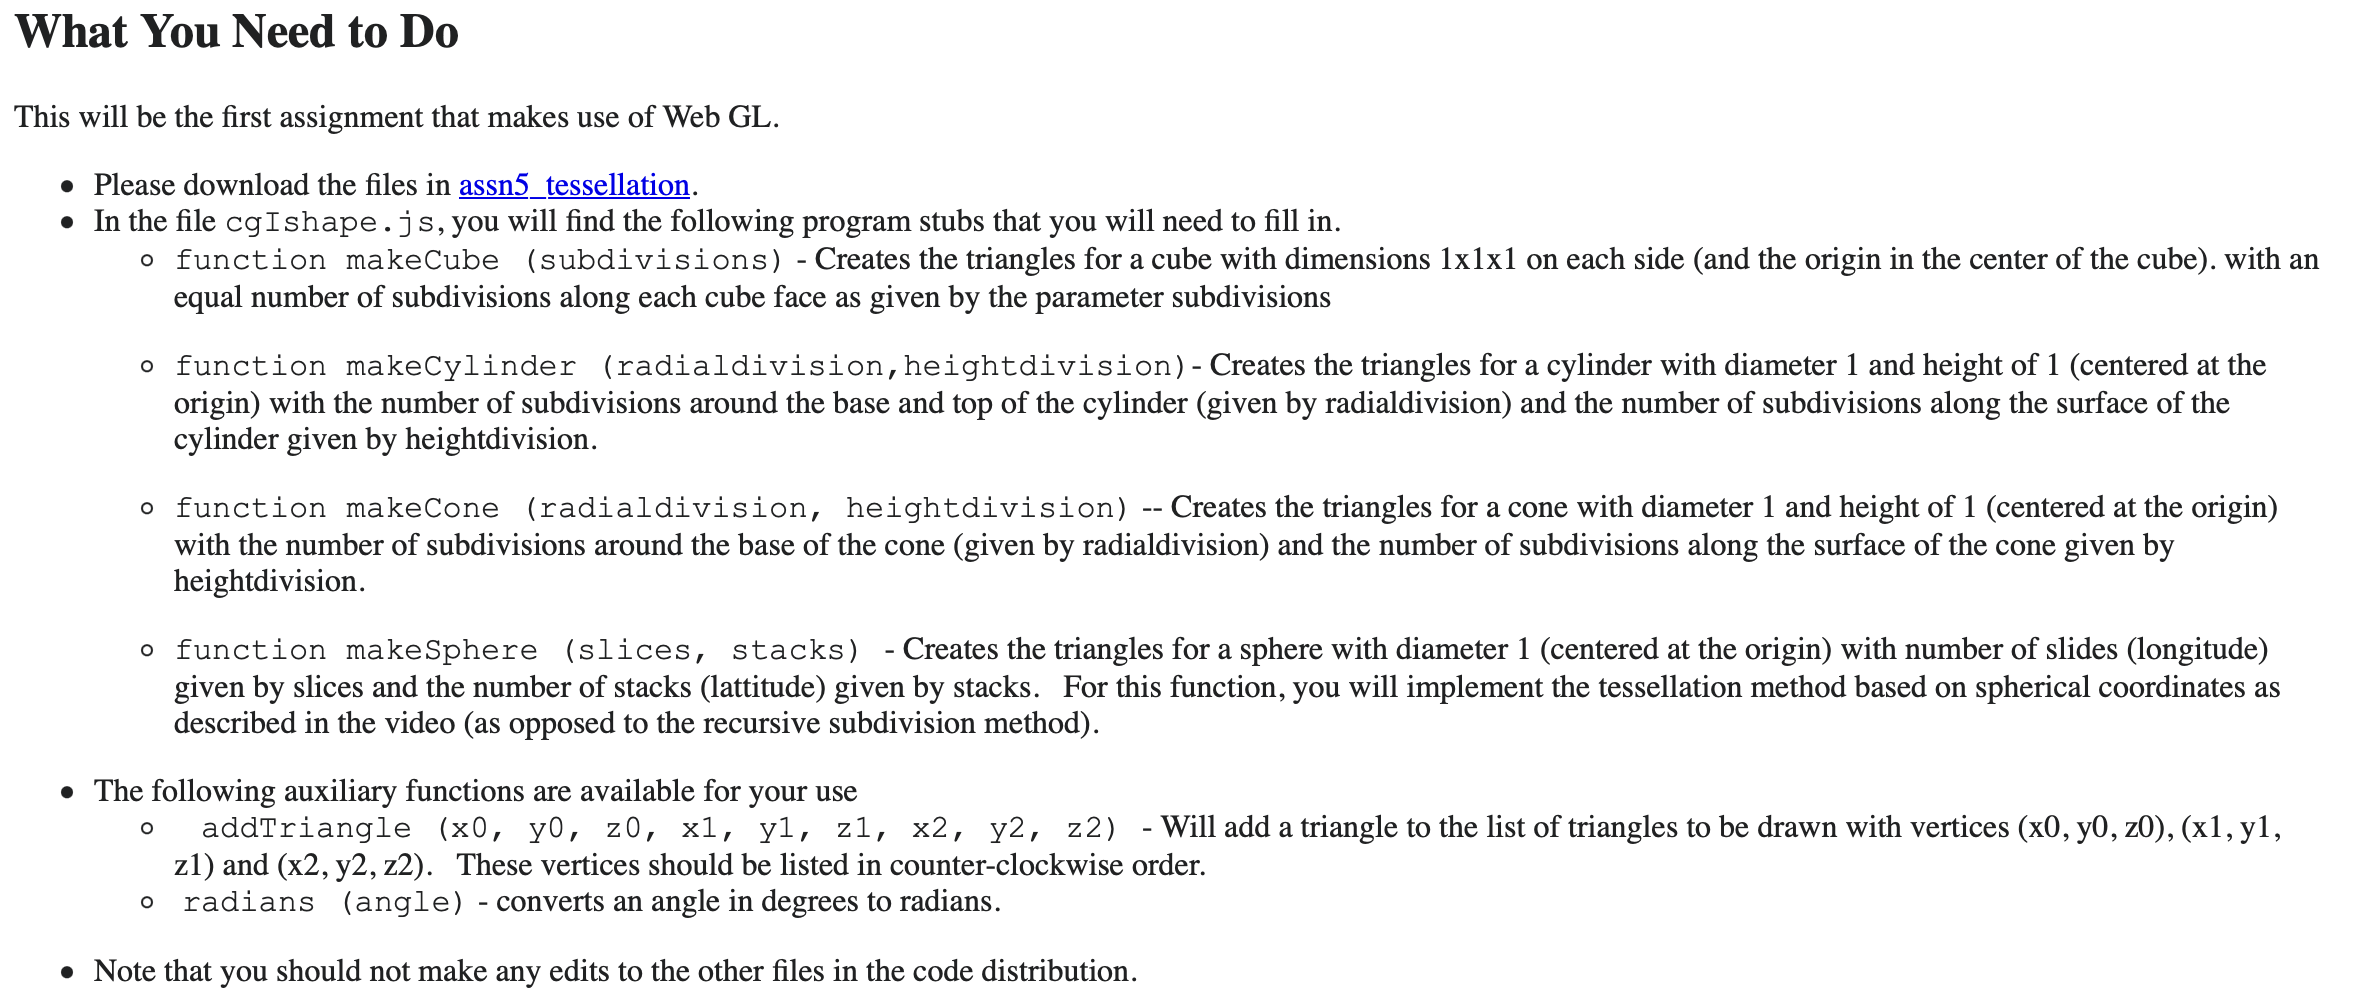 What You Need to Do
This will be the first assignment that makes use of Web GL.
• Please download the files in assn5_tessellation.
• In the file cgIshape.js, you will find the following program stubs that you will need to fill in.
◦ function makeCube (subdivisions) - Creates the triangles for a cube with dimensions 1x1x1 on each side (and the origin in the center of the cube). with an
equal number of subdivisions along each cube face as given by the parameter subdivisions
◦ function makeCylinder (radialdivision,heightdivision)- Creates the triangles for a cylinder with diameter 1 and height of 1 (centered at the
origin) with the number of subdivisions around the base and top of the cylinder (given by radialdivision) and the number of subdivisions along the surface of the
cylinder given by heightdivision.
◦ function makeCone (radialdivision, heightdivision) -- Creates the triangles for a cone with diameter 1 and height of 1 (centered at the origin)
with the number of subdivisions around the base of the cone (given by radialdivision) and the number of subdivisions along the surface of the cone given by
heightdivision.
◦ function makeSphere (slices, stacks) - Creates the triangles for a sphere with diameter 1 (centered at the origin) with number of slides (longitude)
given by slices and the number of stacks (lattitude) given by stacks. For this function, you will implement the tessellation method based on spherical coordinates as
described in the video (as opposed to the recursive subdivision method).
• The following auxiliary functions are available for your use
◦ addTriangle (x0, y0, z0, x1, y1, z1, x2, y2, z2) - Will add a triangle to the list of triangles to be drawn with vertices (x0, y0, z0), (x1, y1,
z1) and (x2, y2, z2). These vertices should be listed in counter-clockwise order.
◦ radians (angle) - converts an angle in degrees to radians.
• Note that you should not make any edits to the other files in the code distribution.